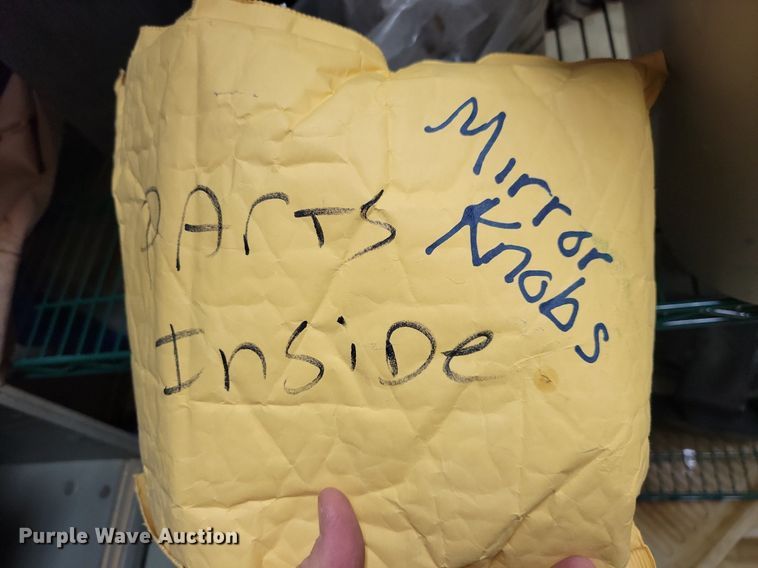 PArTS
InSiDe
Mirror
Knobs
Purple Wave Auction